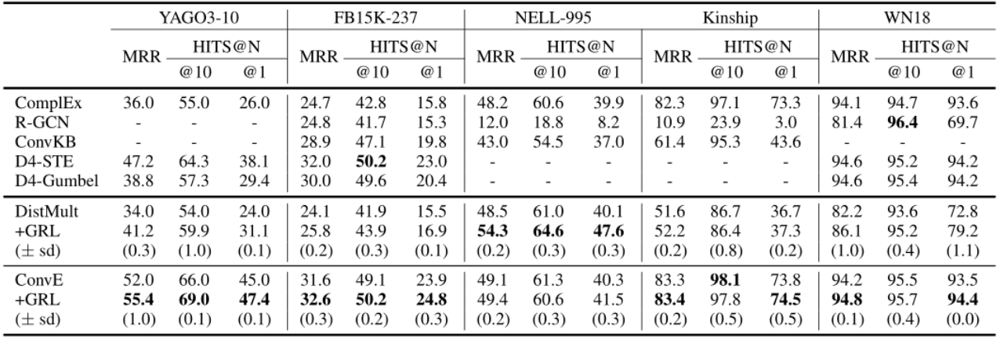 YAGO3-10 FB15K-237 NELL-995 Kinship WN18
MRR HITS@N MRR HITS@N MRR HITS@N MRR HITS@N MRR HITS@N
@10 @1 @10 @1 @10 @1 @10 @1 @10 @1
ComplEx 36.0 55.0 26.0 24.7 42.8 15.8 48.2 60.6 39.9 82.3 97.1 73.3 94.1 94.7 93.6
R-GCN - - - 24.8 41.7 15.3 12.0 18.8 8.2 10.9 23.9 3.0 81.4 96.4 69.7
ConvKB - - - 28.9 47.1 19.8 43.0 54.5 37.0 61.4 95.3 43.6 - - -
D4-STE 47.2 64.3 38.1 32.0 50.2 23.0 - - - - - - 94.6 95.2 94.2
D4-Gumbel 38.8 57.3 29.4 30.0 49.6 20.4 - - - - - - 94.6 95.4 94.2
DistMult 34.0 54.0 24.0 24.1 41.9 15.5 48.5 61.0 40.1 51.6 86.7 36.7 82.2 93.6 72.8
+GRL 41.2 59.9 31.1 25.8 43.9 16.9 54.3 64.6 47.6 52.2 86.4 37.3 86.1 95.2 79.2
(± sd) (0.3) (1.0) (0.1) (0.2) (0.3) (0.1) (0.2) (0.3) (0.3) (0.2) (0.8) (0.2) (1.0) (0.4) (1.1)
ConvE 52.0 66.0 45.0 31.6 49.1 23.9 49.1 61.3 40.3 83.3 98.1 73.8 94.2 95.5 93.5
+GRL 55.4 69.0 47.4 32.6 50.2 24.8 49.4 60.6 41.5 83.4 97.8 74.5 94.8 95.7 94.4
(± sd) (1.0) (0.1) (0.1) (0.3) (0.2) (0.3) (0.2) (0.3) (0.3) (0.2) (0.5) (0.5) (0.1) (0.4) (0.0)